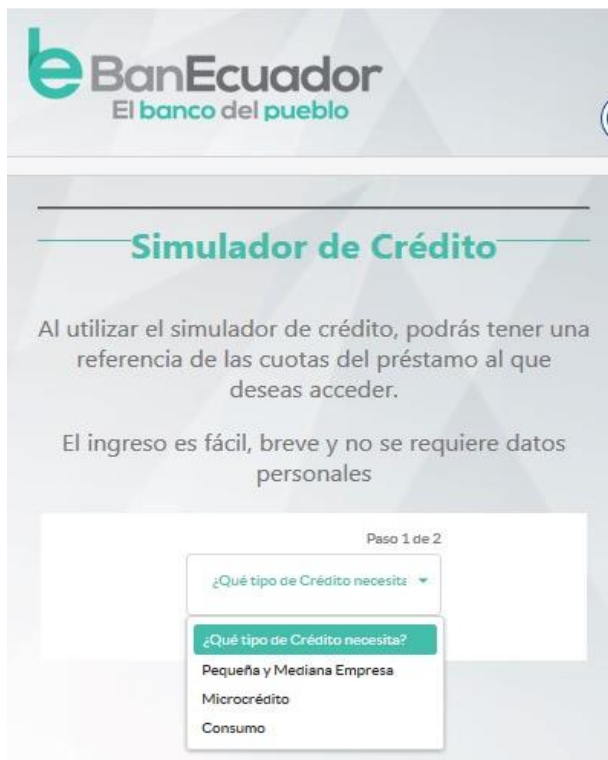 BanEcuador
El banco del pueblo
Simulador de Crédito
Al utilizar el simulador de crédito, podrás tener una
referencia de las cuotas del préstamo al que
deseas acceder.
El ingreso es fácil, breve y no se requiere datos
personales
Paso 1 de 2
¿Qué tipo de Crédito necesita
¿Qué tipo de Crédito necesita?
Pequeña y Mediana Empresa
Microcrédito
Consumo